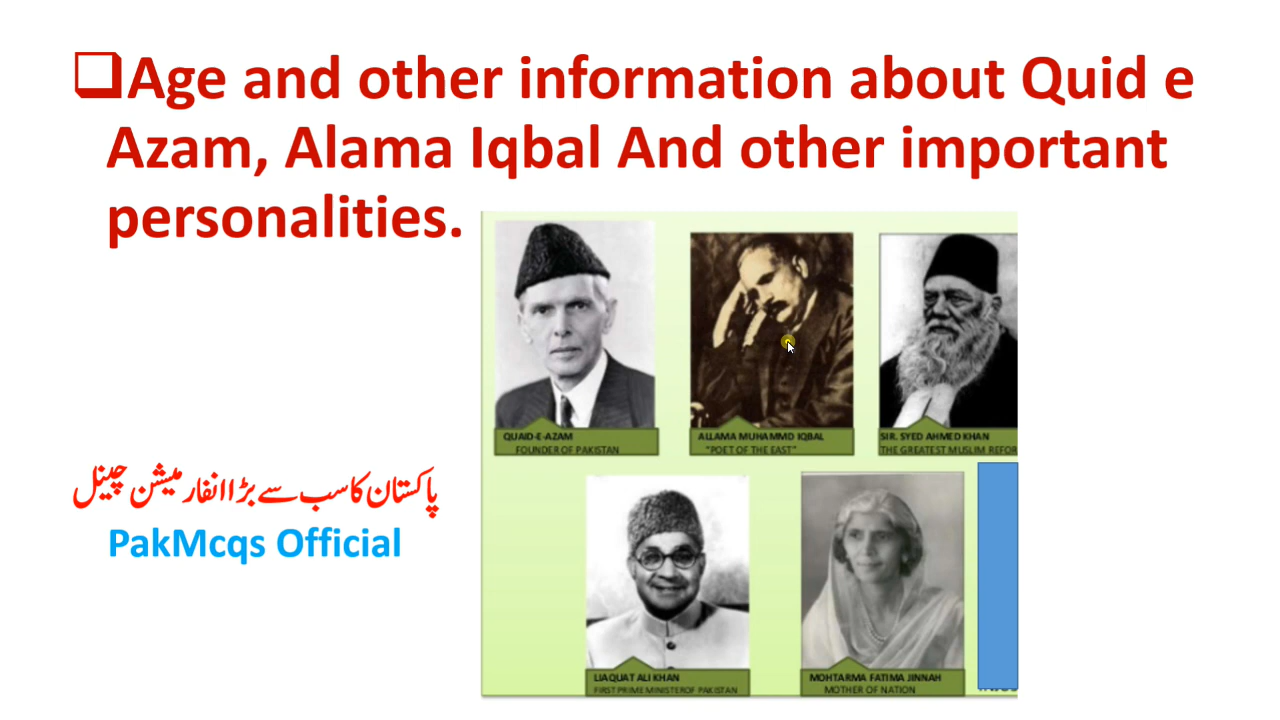 Age and other information about Quid e
Azam, Alama Iqbal And other important
personalities.
QUAID-E-AZAM
FOUNDER OF PAKISTAN
ALLAMA MUHAMMD IQBAL
"POET OF THE EAST"
SIR. SYED AHMED KHAN
THE GREATEST MUSLIM REFOR
پاکستان کا سب سے بڑا انفارمیشن چینل
PakMcqs Official
LIAQUAT ALI KHAN
FIRST PRIME MINISTER OF PAKISTAN
MOHTARMA FATIMA JINNAH
MOTHER OF NATION